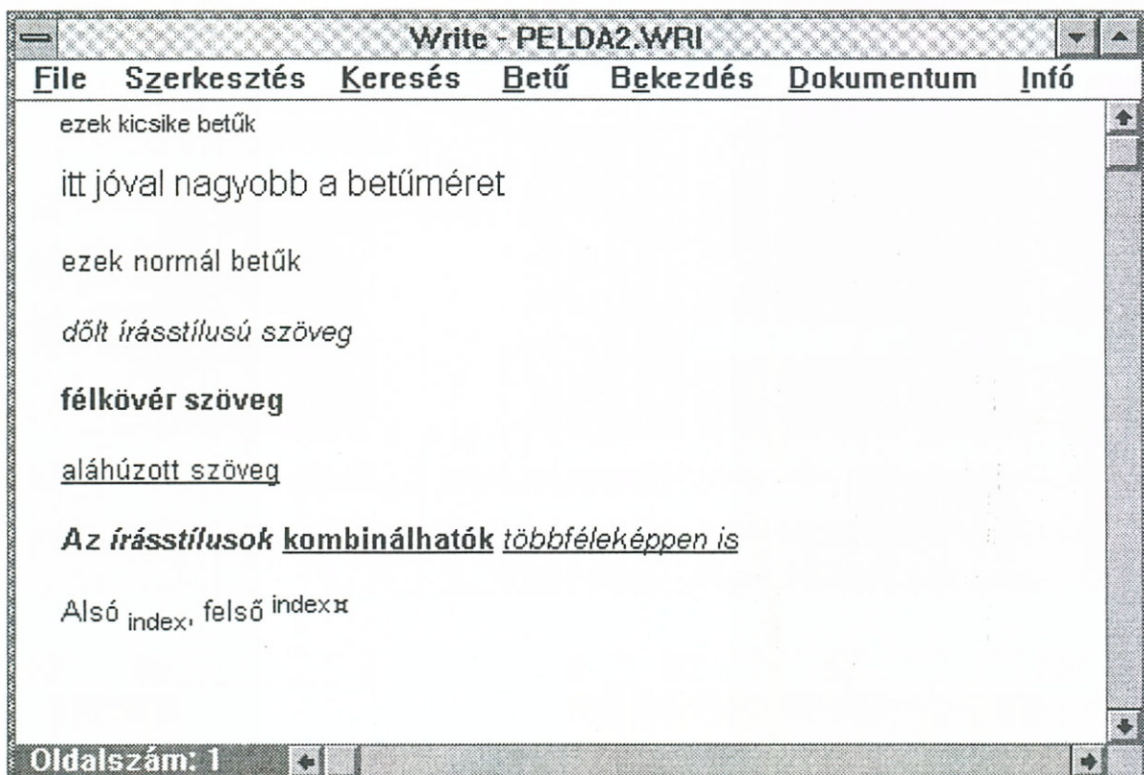 Write - PELDA2.WRI
File Szerkesztés Keresés Betű Bekezdés Dokumentum Infó
ezek kicsike betűk
itt jóval nagyobb a betűméret
ezek normál betűk
dőlt írásstílusú szöveg
félkövér szöveg
aláhúzott szöveg
Az írásstílusok kombinálhatók többféleképpen is
Alsó index, felső index¤
Oldalszám: 1